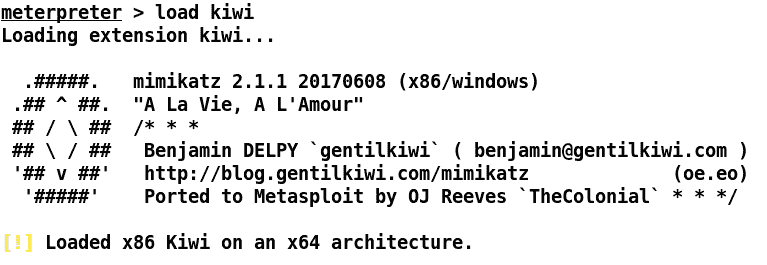 meterpreter > load kiwi
Loading extension kiwi...
  .#####.   mimikatz 2.1.1 20170608 (x86/windows)
 .## ^ ##.  "A La Vie, A L'Amour"
 ## / \ ##  /* * *
 ## \ / ##   Benjamin DELPY `gentilkiwi` ( benjamin@gentilkiwi.com )
 '## v ##'   http://blog.gentilkiwi.com/mimikatz             (oe.eo)
  '#####'    Ported to Metasploit by OJ Reeves `TheColonial` * * */
[!] Loaded x86 Kiwi on an x64 architecture.